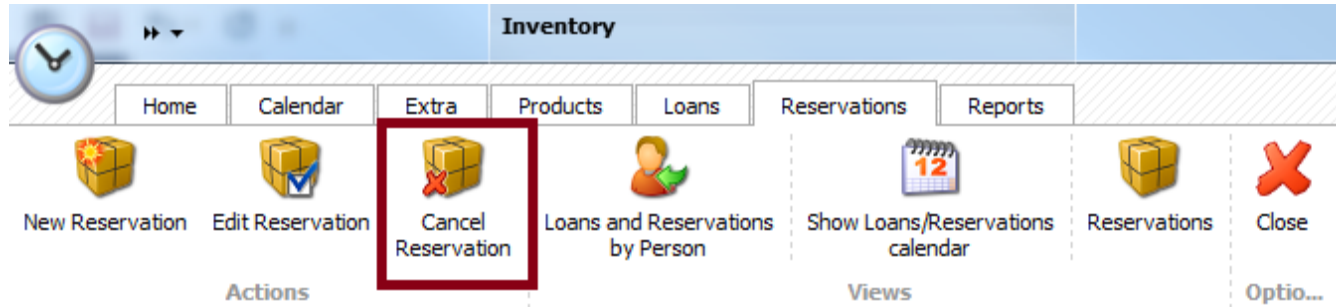 Inventory
Home Calendar Extra Products Loans Reservations Reports
12
New Reservation Edit Reservation Cancel Loans and Reservations Show Loans/Reservations Reservations Close
Reservation by Person calendar
Actions Views Optio...